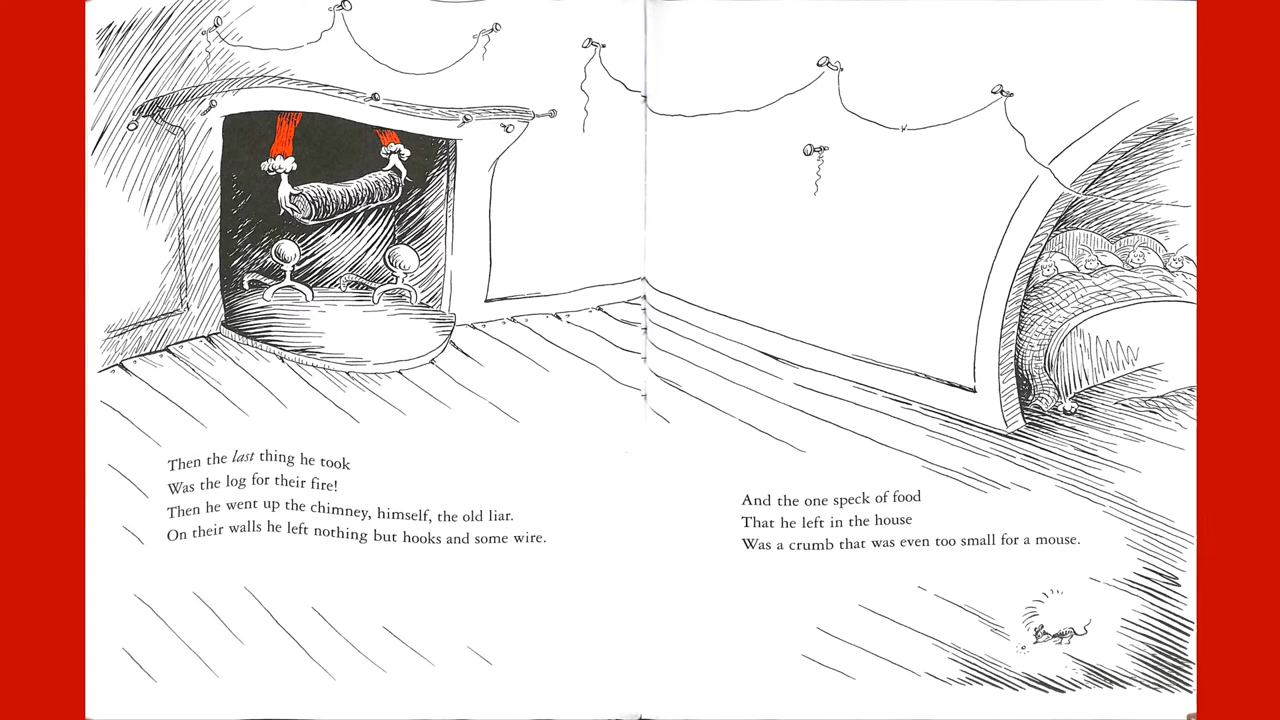 Then the last thing he took
Was the log for their fire!
Then he went up the chimney, himself, the old liar.
On their walls he left nothing but hooks and some wire.
And the one speck of food
That he left in the house
Was a crumb that was even too small for a mouse.